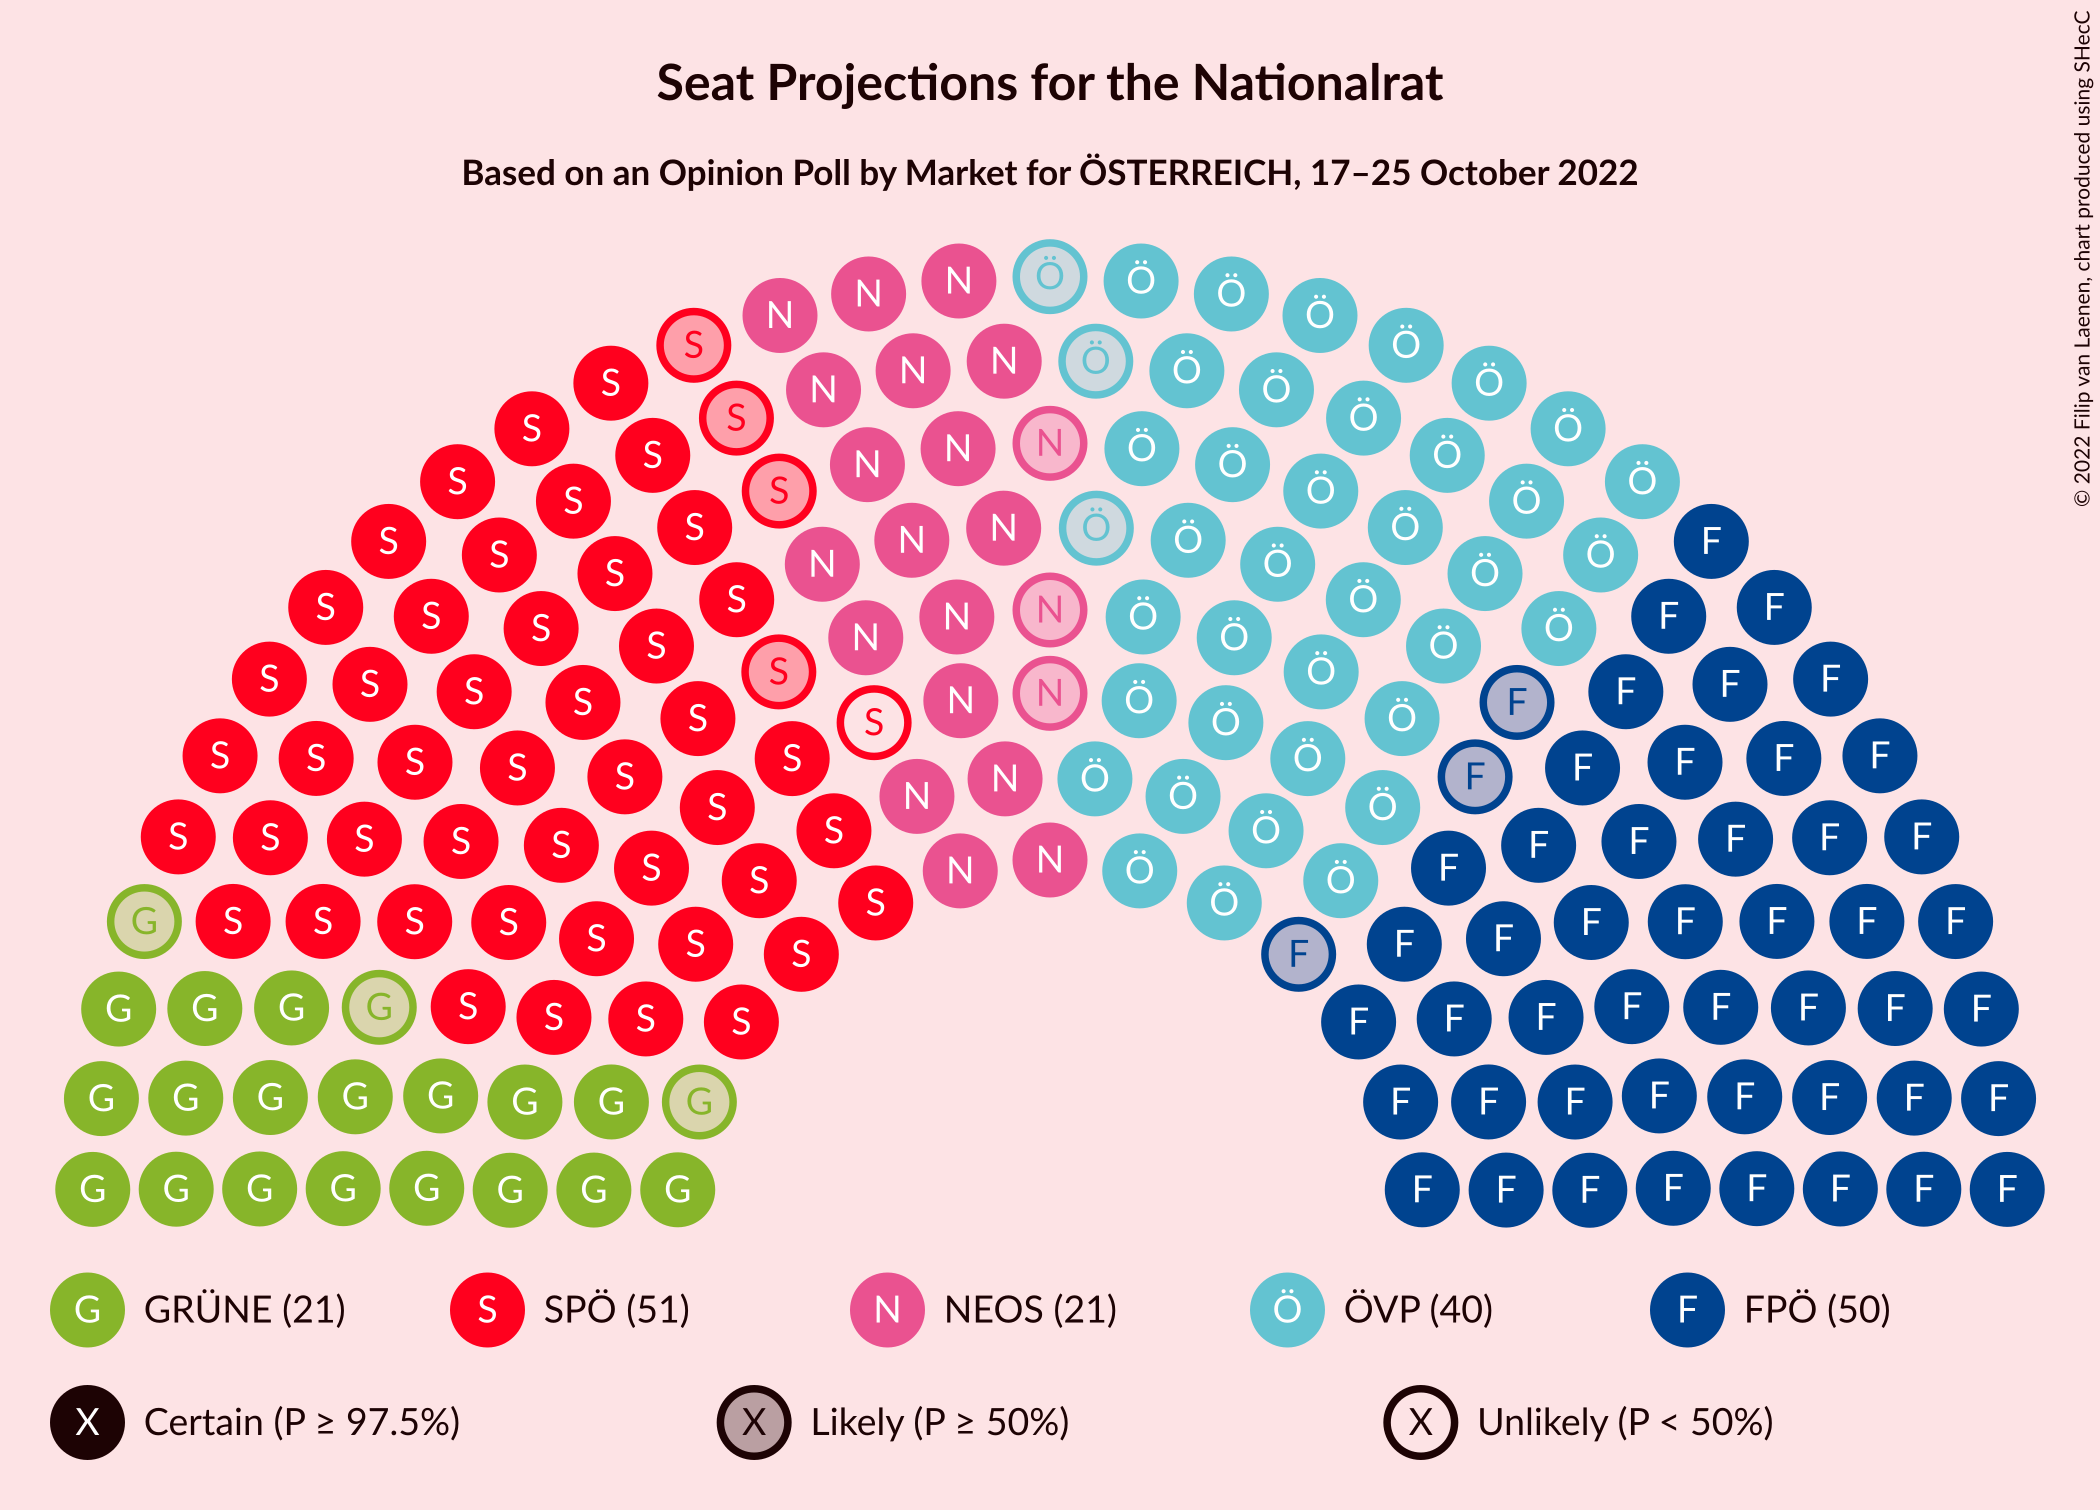 Seat Projections for the Nationalrat
Based on an Opinion Poll by Market for ÖSTERREICH, 17–25 October 2022
© 2022 Filip van Laenen, chart produced using SHecC
G GRÜNE (21)
S SPÖ (51)
N NEOS (21)
Ö ÖVP (40)
F FPÖ (50)
X Certain (P ≥ 97.5%)
X Likely (P ≥ 50%)
X Unlikely (P < 50%)